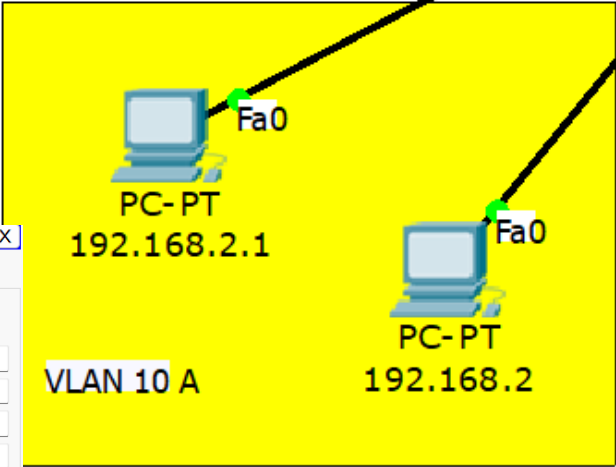 Fa0
PC-PT
192.168.2.1
Fa0
PC-PT
192.168.2
VLAN 10 A
X